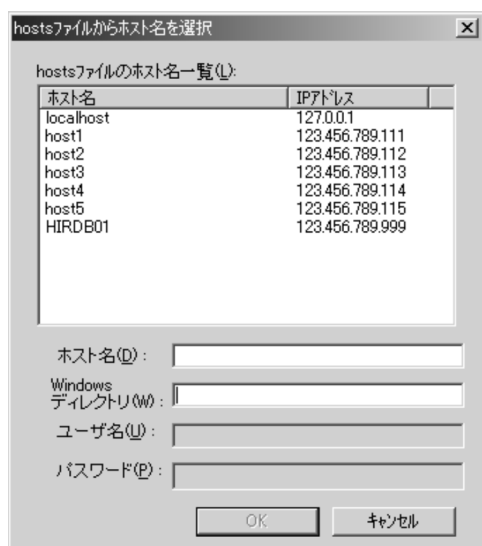 hostsファイルからホスト名を選択
hostsファイルのホスト名一覧(L):
ホスト名 IPアドレス
localhost 127.0.0.1
host1 123.456.789.111
host2 123.456.789.112
host3 123.456.789.113
host4 123.456.789.114
host5 123.456.789.115
HIRDB01 123.456.789.999
ホスト名(D):
Windows
ディレクトリ(W):
ユーザ名(U):
パスワード(P):
OK キャンセル